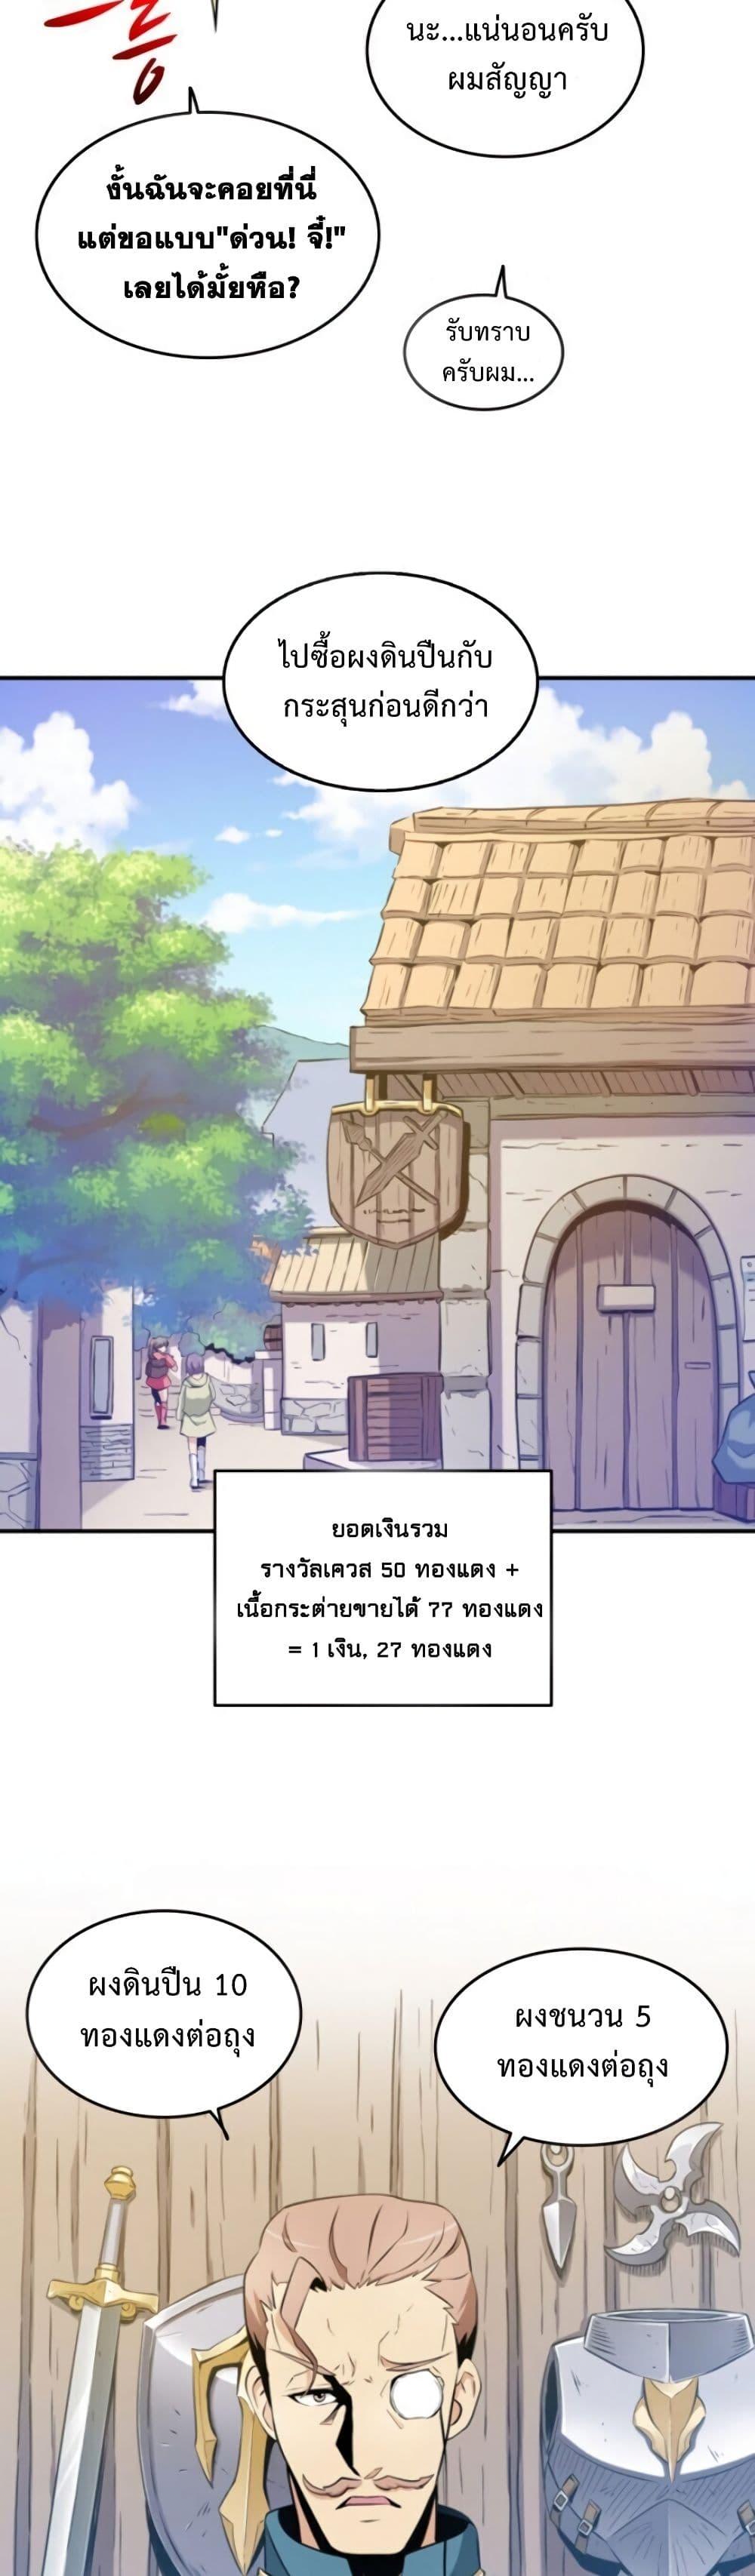 นะ...แน่นอนครับ
ผมสัญญา
งั้นฉันจะคอยที่นี่
แต่ขอแบบ"ด่วน! จี๋!"
เลยได้มั้ยหือ?
รับทราบ
ครับผม...
ไปซื้อผงดินปืนกับ
กระสุนก่อนดีกว่า
ยอดเงินรวม
รางวัลเควส 50 ทองแดง +
เนื้อกระต่ายขายได้ 77 ทองแดง
= 1 เงิน, 27 ทองแดง
ผงดินปืน 10
ทองแดงต่อถุง
ผงชนวน 5
ทองแดงต่อถุง